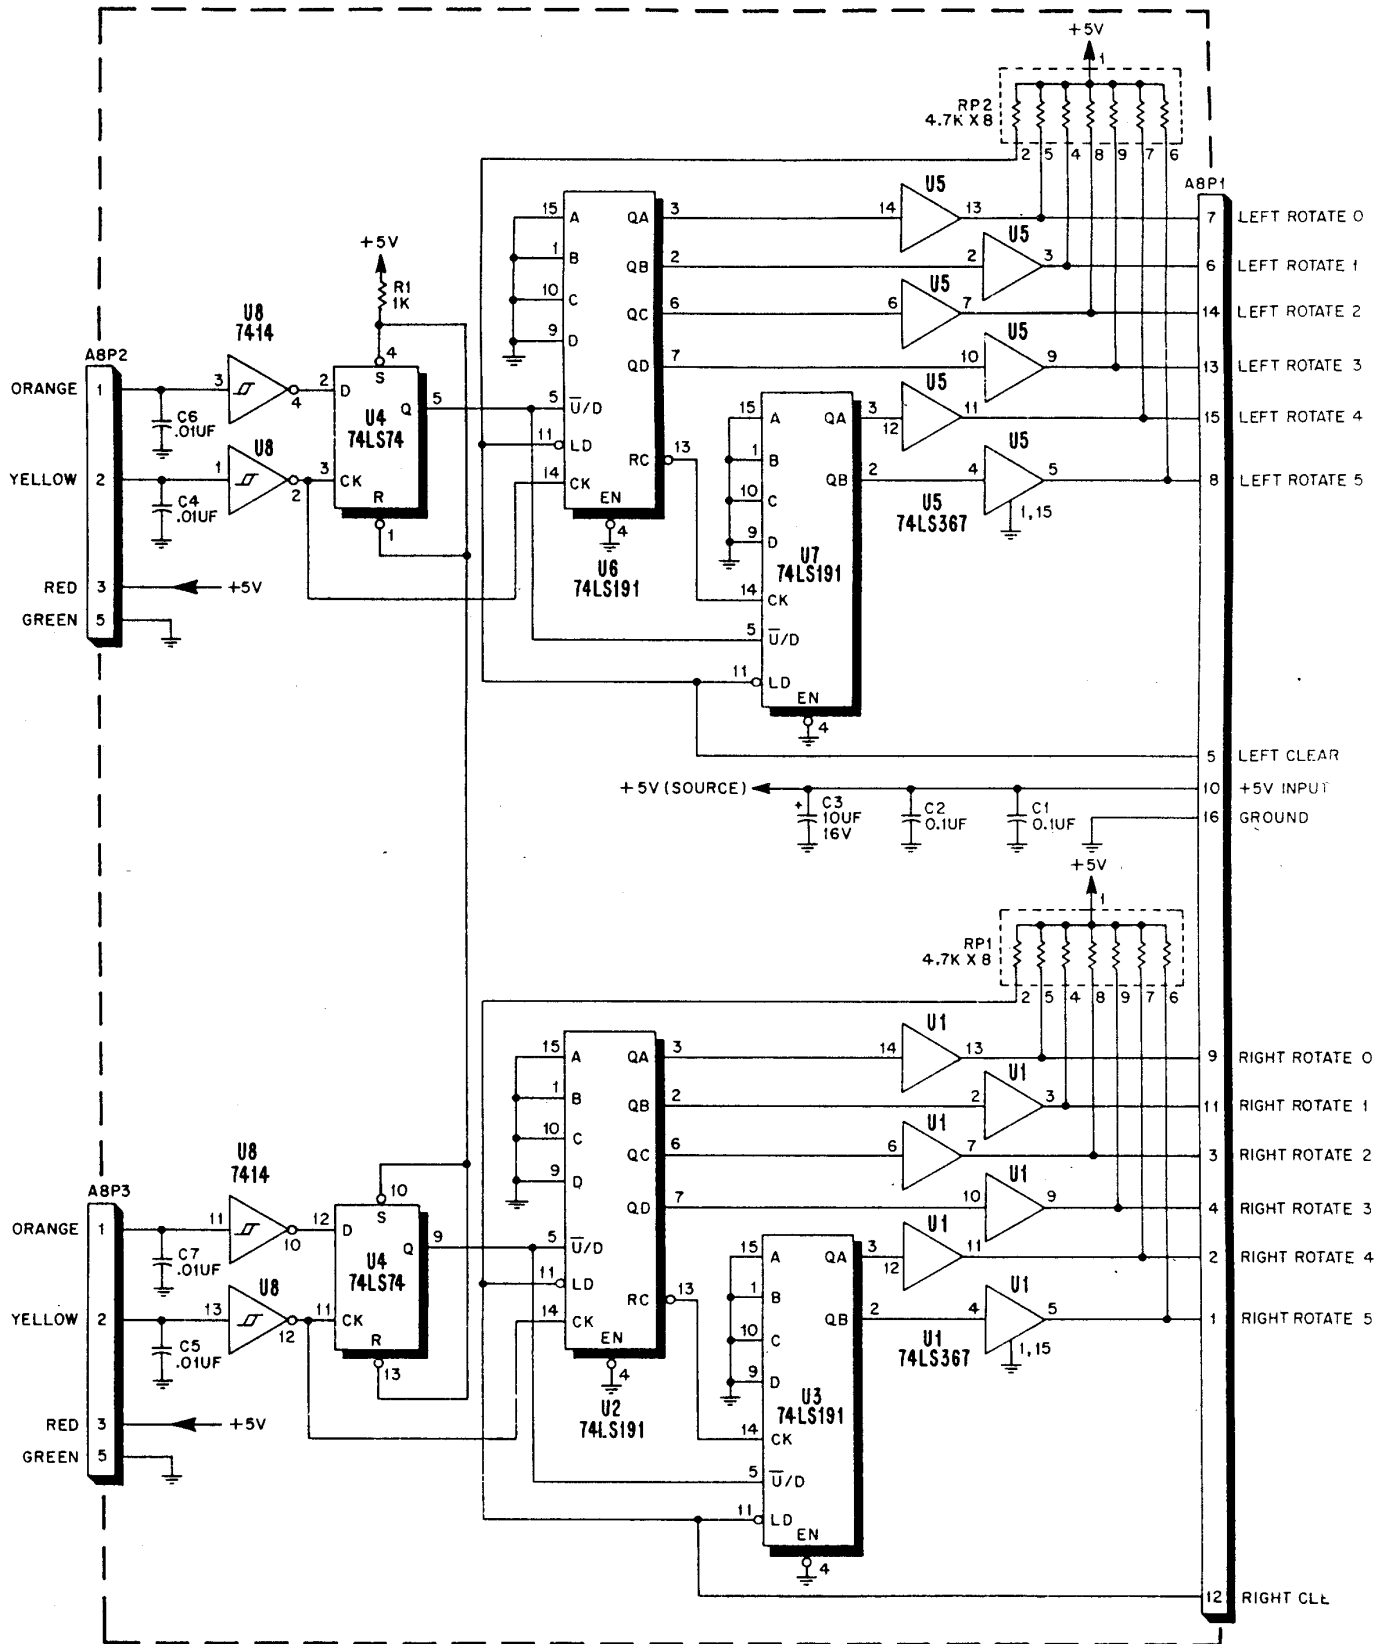 +5V
1
RP2
4.7K X 8
2 5 4 8 9 7 6
A8P1
15 A QA 3 14 U5 13 7 LEFT ROTATE 0
+5V
1 B QB 2 2 U5 3 6 LEFT ROTATE 1
R1
1K
10 C QC 6 6 U5 7 14 LEFT ROTATE 2
U8
7414
9 D QD 7 10 U5 9 13 LEFT ROTATE 3
A8P2
4
S
ORANGE 1 3 4 2 D
C6
.01UF
U4
74LS74
Q 5 5 U/D
15 A QA 3 12 U5 11 15 LEFT ROTATE 4
U8
11 LD
RC 13
1 B QB 2 4 U5 5 8 LEFT ROTATE 5
YELLOW 2 1 2 3 CK
14 CK
C4
.01UF
R
1
EN
4
10 C
U5
74LS367
1,15
9 D
U6
74LS191
U7
74LS191
RED 3 +5V
14 CK
GREEN 5
5 U/D
11 LD
EN
4
5 LEFT CLEAR
+5V (SOURCE) 10 +5V INPUT
+ C3
10UF
16V
C2
0.1UF
C1
0.1UF
16 GROUND
+5V
1
RP1
4.7K X 8
2 5 4 8 9 7 6
15 A QA 3 14 U1 13 9 RIGHT ROTATE 0
1 B QB 2 2 U1 3 11 RIGHT ROTATE 1
10 C QC 6 6 U1 7 3 RIGHT ROTATE 2
U8
7414
9 D QD 7 10 U1 9 4 RIGHT ROTATE 3
A8P3
10
S
ORANGE 1 11 10 12 D
C7
.01UF
U4
74LS74
Q 9 5 U/D
15 A QA 3 12 U1 11 2 RIGHT ROTATE 4
U8
11 LD
RC 13
1 B QB 2 4 U1 5 1 RIGHT ROTATE 5
YELLOW 2 13 12 11 CK
14 CK
C5
.01UF
R
13
EN
4
10 C
U1
74LS367
1,15
9 D
U2
74LS191
U3
74LS191
RED 3 +5V
14 CK
GREEN 5
5 U/D
11 LD
EN
4
12 RIGHT CLE